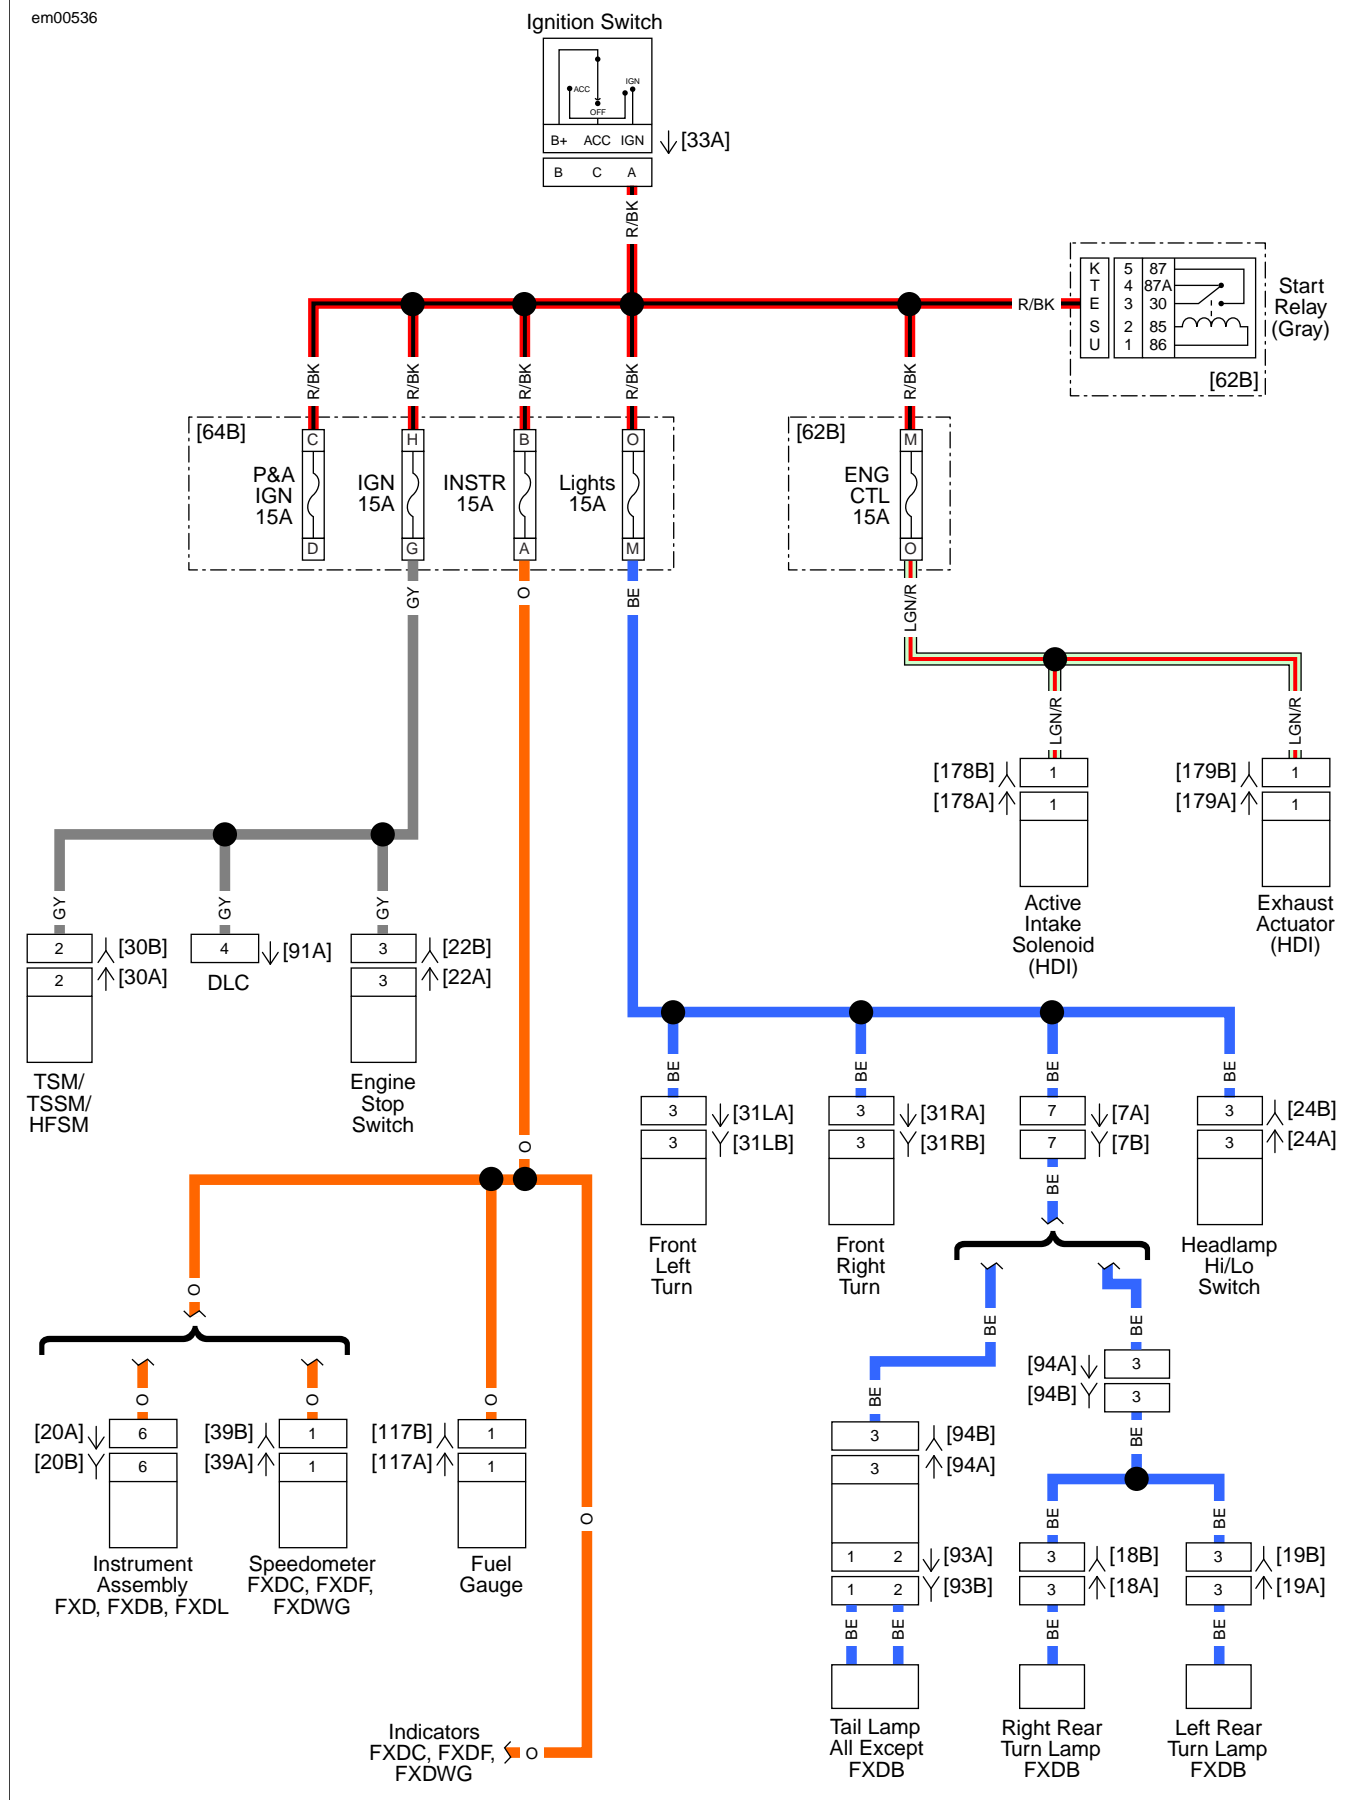 em00536
Ignition Switch
ACC
IGN
OFF
B+ ACC IGN
[33A]
B C A
R/BK
R/BK
K 5 87
T 4 87A
E 3 30
S 2 85
U 1 86
Start
Relay
(Gray)
[62B]
R/BK
R/BK
R/BK
R/BK
R/BK
[64B]
C
H
B
O
P&A
IGN
15A
IGN
15A
INSTR
15A
Lights
15A
D
G
A
M
[62B]
M
ENG
CTL
15A
O
GY
O
BE
LGN/R
LGN/R
LGN/R
[178B]
1
[178A]
1
Active
Intake
Solenoid
(HDI)
[179B]
1
[179A]
1
Exhaust
Actuator
(HDI)
GY
GY
GY
2
[30B]
2
[30A]
TSM/
TSSM/
HFSM
4
[91A]
DLC
3
[22B]
3
[22A]
Engine
Stop
Switch
BE
BE
BE
BE
3
[31LA]
3
[31LB]
Front
Left
Turn
3
[31RA]
3
[31RB]
Front
Right
Turn
7
[7A]
7
[7B]
BE
3
[24B]
3
[24A]
Headlamp
Hi/Lo
Switch
O
O
O
O
O
[20A]
6
[20B]
6
Instrument
Assembly
FXD, FXDB, FXDL
[39B]
1
[39A]
1
Speedometer
FXDC, FXDF,
FXDWG
[117B]
1
[117A]
1
Fuel
Gauge
O
Indicators
FXDC, FXDF,
FXDWG
O
BE
BE
BE
[94A]
3
[94B]
3
BE
3
[94B]
3
[94A]
1 2
[93A]
1 2
[93B]
BE
BE
Tail Lamp
All Except
FXDB
BE
BE
3
[18B]
3
[18A]
BE
Right Rear
Turn Lamp
FXDB
3
[19B]
3
[19A]
BE
Left Rear
Turn Lamp
FXDB